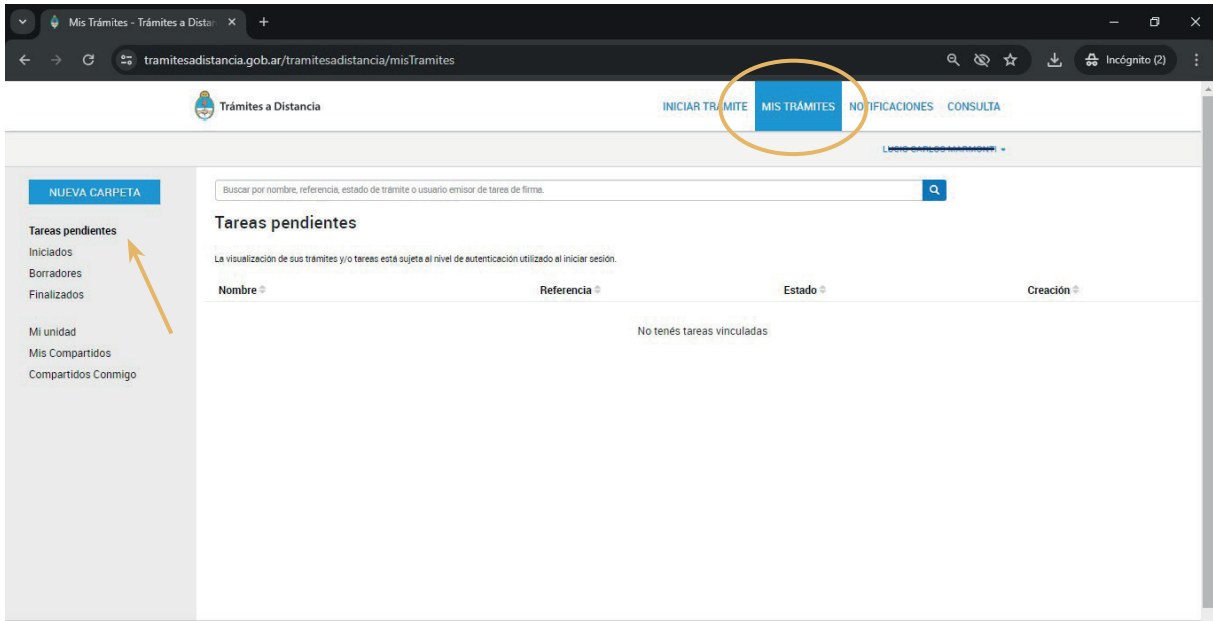 Mis Trámites - Trámites a Distan
tramitesadistancia.gob.ar/tramitesadistancia/misTramites
Incógnito (2)
Trámites a Distancia
INICIAR TRÁMITE MIS TRÁMITES NOTIFICACIONES CONSULTA
NUEVA CARPETA
Buscar por nombre, referencia, estado de trámite o usuario emisor de tarea de firma.
Tareas pendientes
Iniciados
Borradores
Finalizados
Mi unidad
Mis Compartidos
Compartidos Conmigo
Tareas pendientes
La visualización de sus trámites y/o tareas está sujeta al nivel de autenticación utilizado al iniciar sesión.
Nombre Referencia Estado Creación
No tenés tareas vinculadas